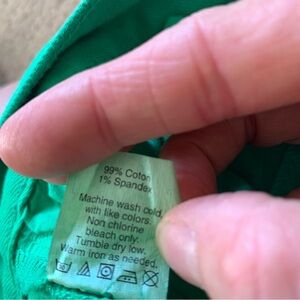 99% Coton
1% Spandex
Machine wash cold
with like colors.
Non chlorine
bleach only.
Tumble dry low.
Warm Iron as needed.